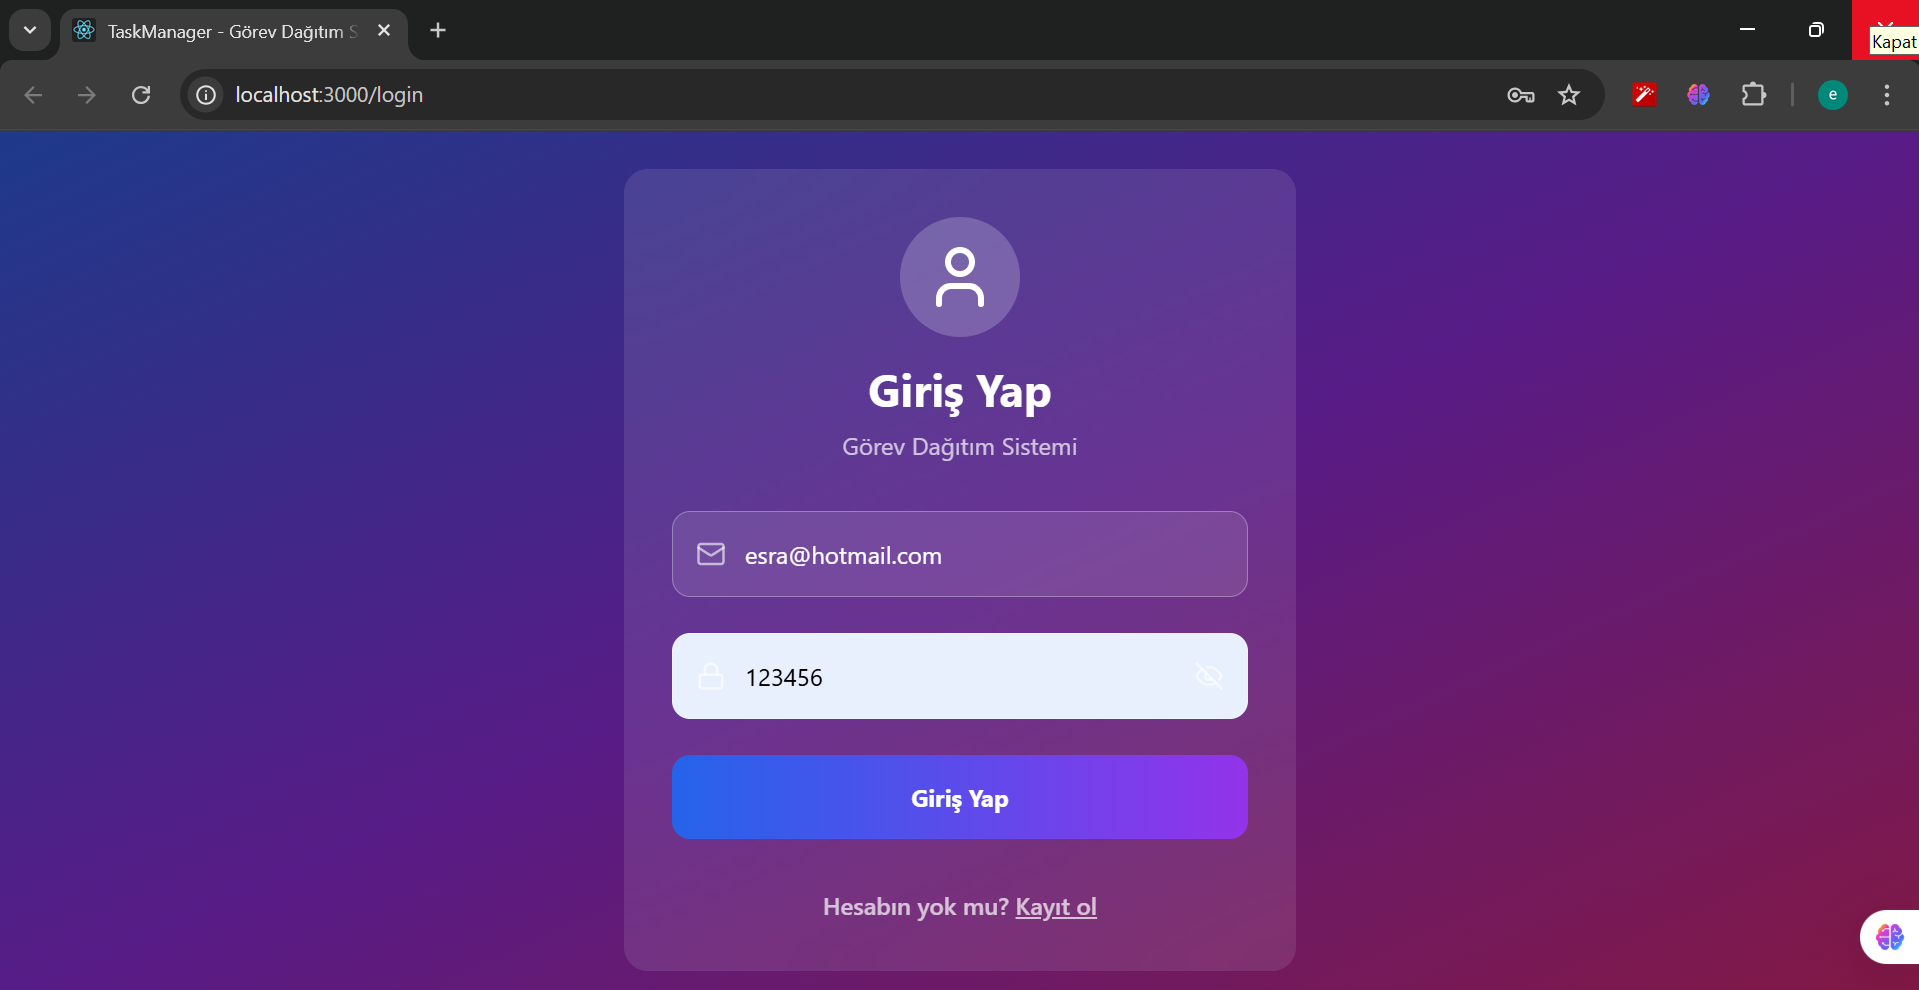 TaskManager - Görev Dağıtım S
Kapat
localhost:3000/login
e
Giriş Yap
Görev Dağıtım Sistemi
esra@hotmail.com
123456
Giriş Yap
Hesabın yok mu? Kayıt ol